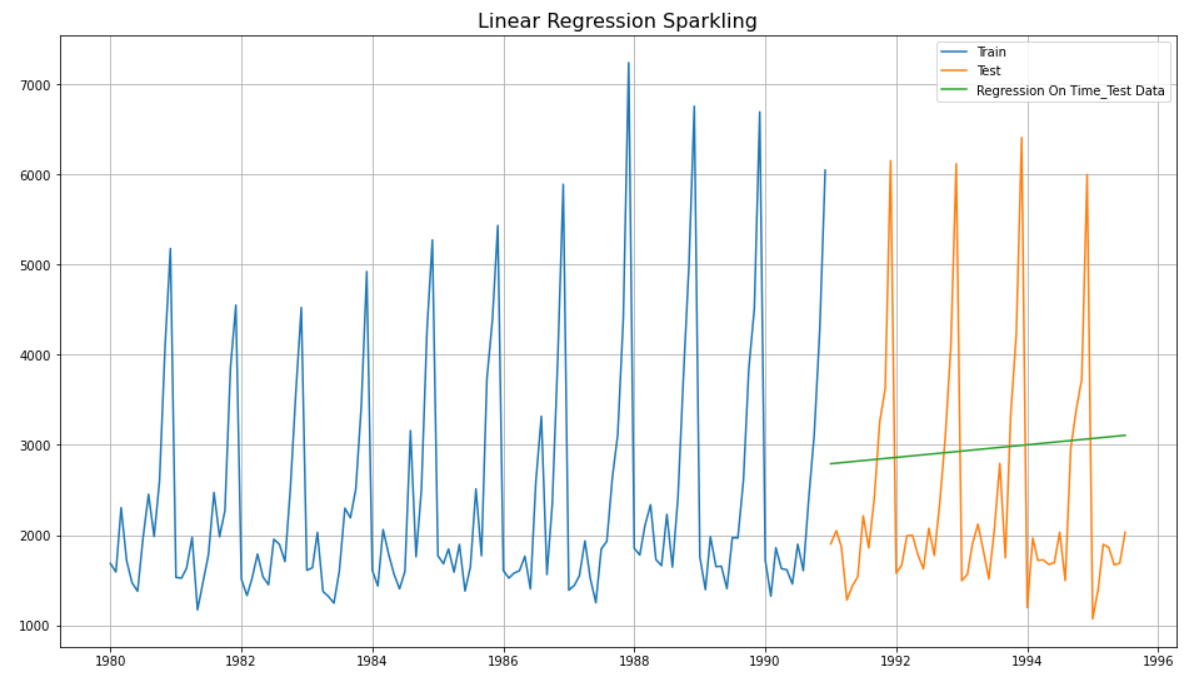 Linear Regression Sparkling
Train
Test
Regression On Time_Test Data
7000
6000
5000
4000
3000
2000
1000
1980 1982 1984 1986 1988 1990 1992 1994 1996